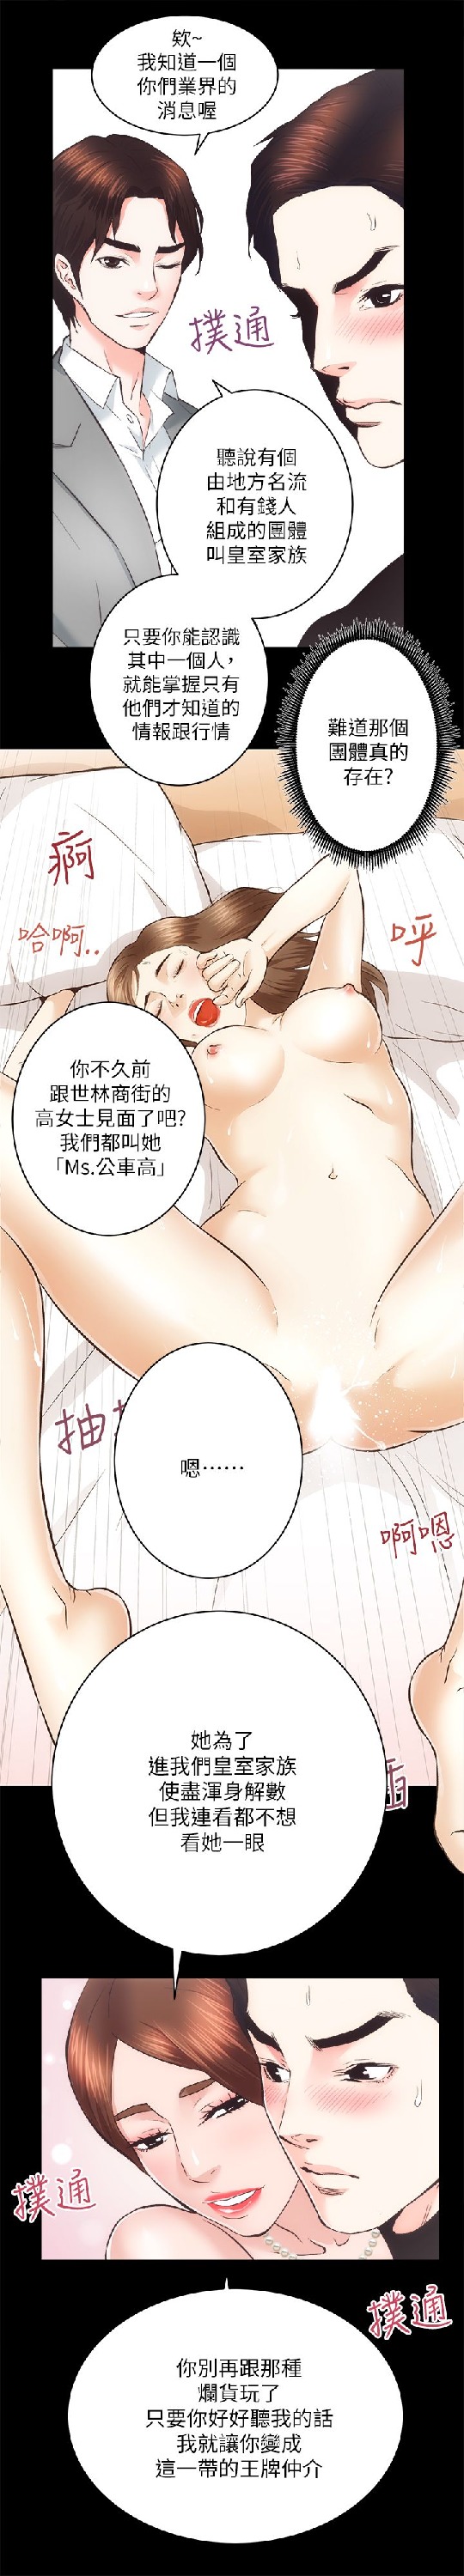 欸~
我知道一個
你們業界的
消息喔
撲通
聽說有個
由地方名流
和有錢人
組成的團體
叫皇室家族
只要你能認識
其中一個人，
就能掌握只有
他們才知道的
情報跟行情
難道那個
團體真的
存在?
啊
哈啊..
呼
你不久前
跟世林商街的
高女士見面了吧?
我們都叫她
「Ms.公車高」
抽
嗯⋯⋯
啊嗯
她為了
進我們皇室家族
使盡渾身解數
但我連看都不想
看她一眼
撲通
撲通
你別再跟那種
爛貨玩了
只要你好好聽我的話
我就讓你變成
這一帶的王牌仲介